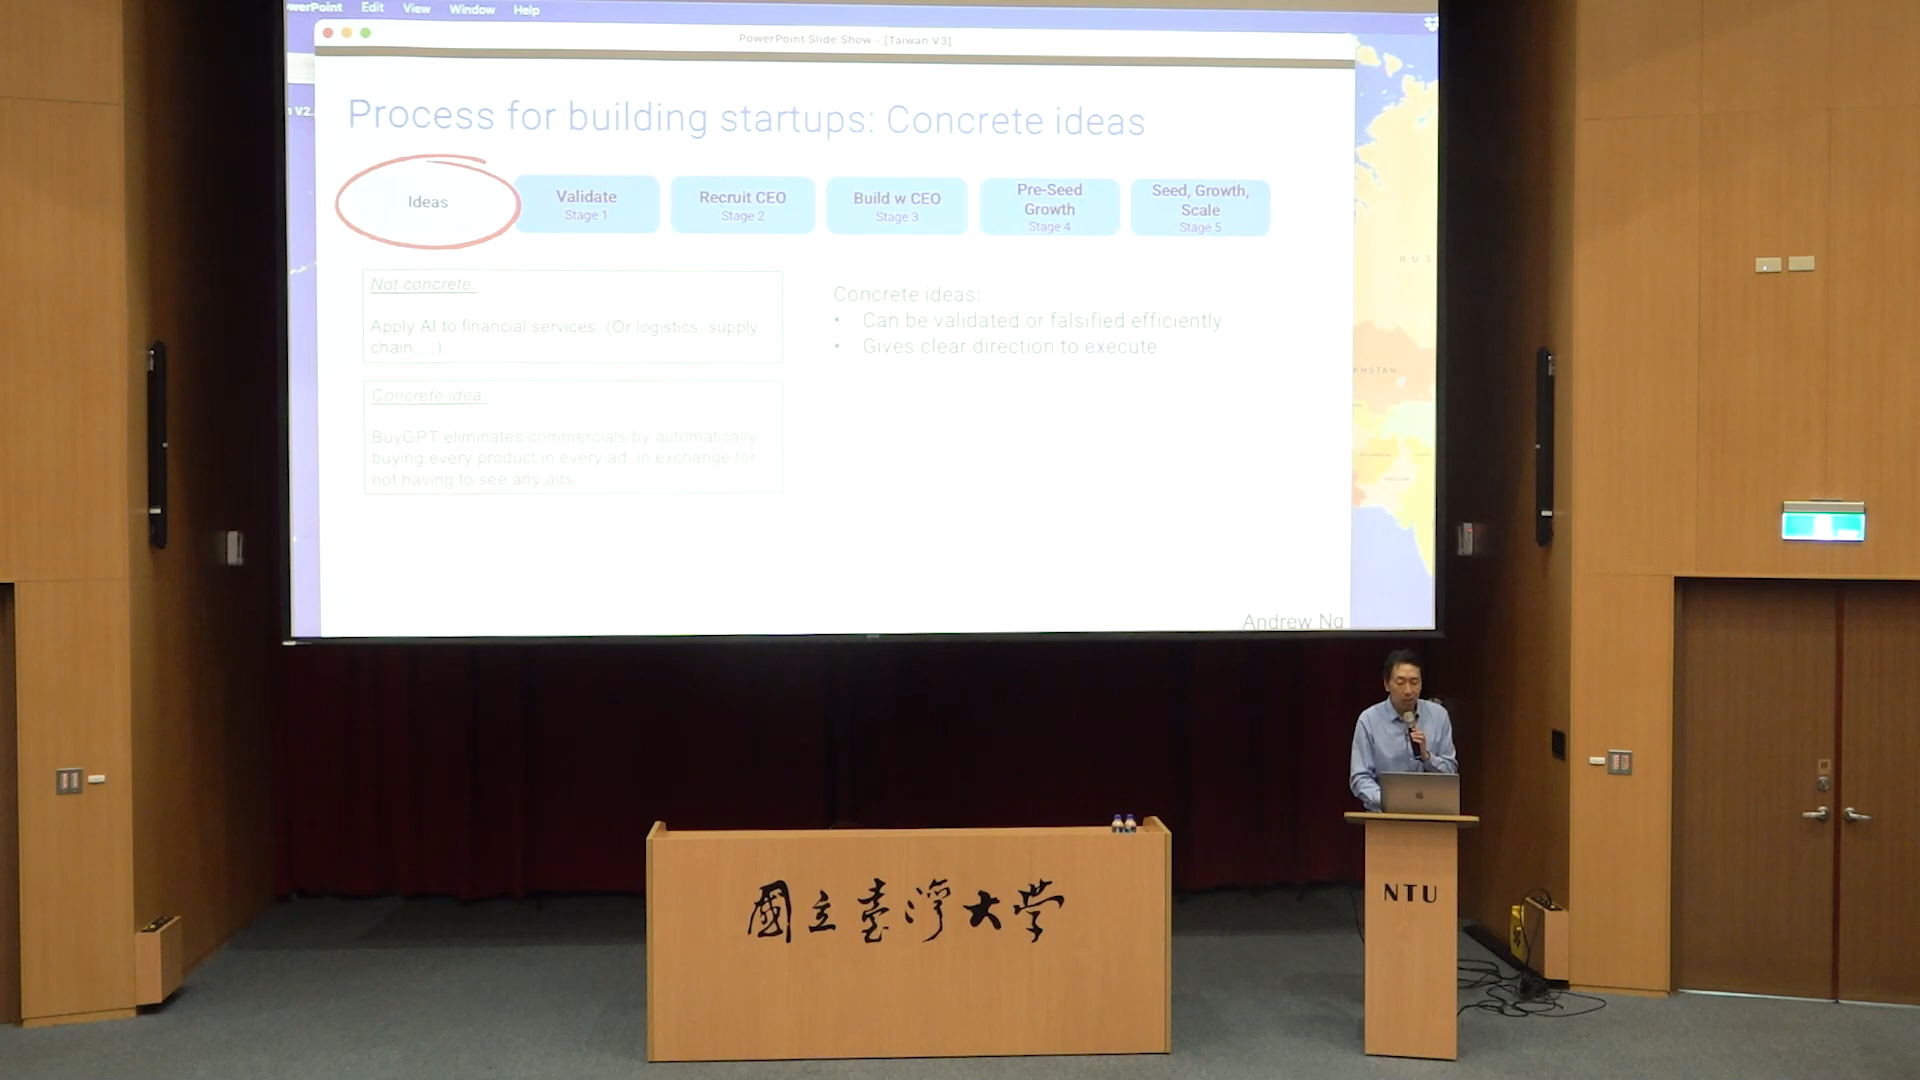 werPoint Edit View Window Help
PowerPoint Slide Show - [Taiwan V3]
V2.
Process for building startups: Concrete ideas
Ideas
Validate
Stage 1
Recruit CEO
Stage 2
Build w CEO
Stage 3
Pre-Seed
Growth
Stage 4
Seed, Growth,
Scale
Stage 5
Not concrete:
Apply AI to financial services. (Or logistics, supply
chain,...)
Concrete idea:
BuyGPT eliminates commercials by automatically
buying every product in every ad, in exchange for
not having to see any ads
Concrete ideas:
• Can be validated or falsified efficiently
• Gives clear direction to execute
RUS
KHSTAN
Andrew Ng
國立臺灣大学
NTU